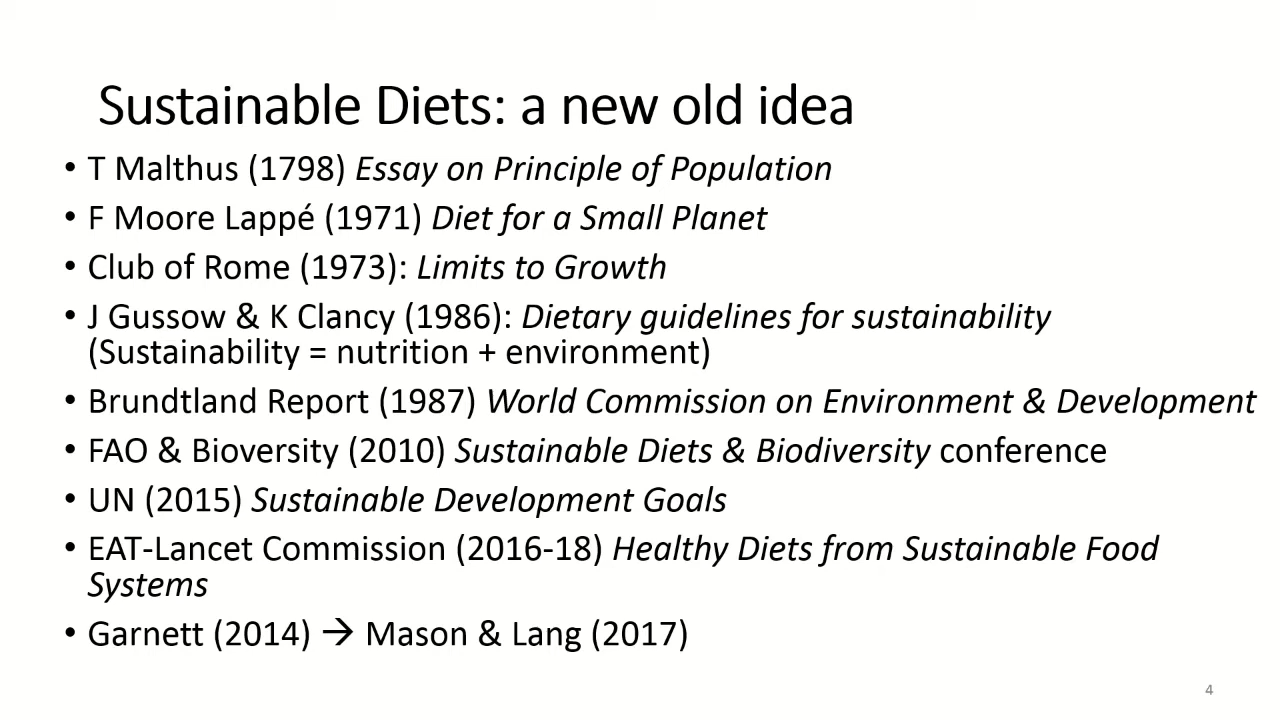 Sustainable Diets: a new old idea
• T Malthus (1798) Essay on Principle of Population
• F Moore Lappé (1971) Diet for a Small Planet
• Club of Rome (1973): Limits to Growth
• J Gussow & K Clancy (1986): Dietary guidelines for sustainability
(Sustainability = nutrition + environment)
• Brundtland Report (1987) World Commission on Environment & Development
• FAO & Bioversity (2010) Sustainable Diets & Biodiversity conference
• UN (2015) Sustainable Development Goals
• EAT-Lancet Commission (2016-18) Healthy Diets from Sustainable Food
Systems
• Garnett (2014) → Mason & Lang (2017)
4